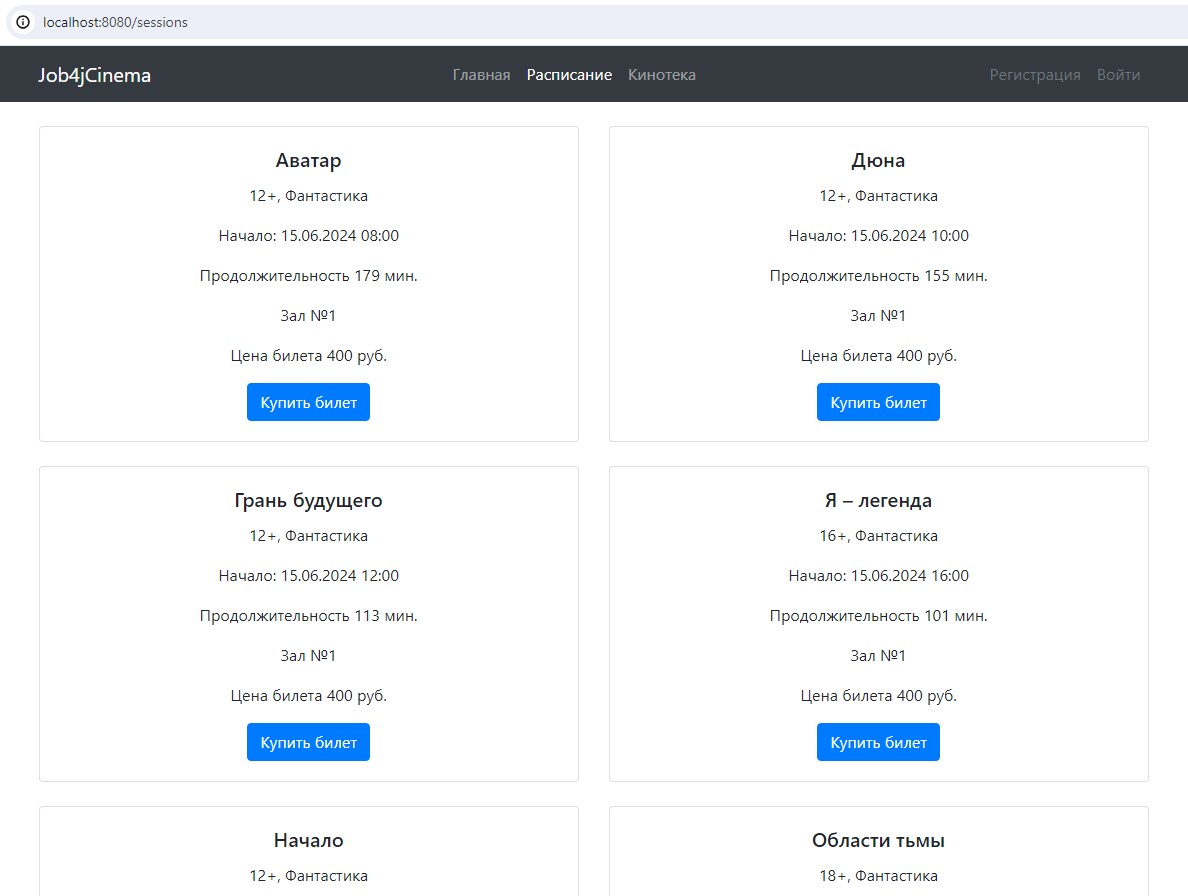 localhost:8080/sessions
Job4jCinema
Главная Расписание Кинотека
Регистрация Войти
Аватар
12+, Фантастика
Начало: 15.06.2024 08:00
Продолжительность 179 мин.
Зал №1
Цена билета 400 руб.
Купить билет
Дюна
12+, Фантастика
Начало: 15.06.2024 10:00
Продолжительность 155 мин.
Зал №1
Цена билета 400 руб.
Купить билет
Грань будущего
12+, Фантастика
Начало: 15.06.2024 12:00
Продолжительность 113 мин.
Зал №1
Цена билета 400 руб.
Купить билет
Я – легенда
16+, Фантастика
Начало: 15.06.2024 16:00
Продолжительность 101 мин.
Зал №1
Цена билета 400 руб.
Купить билет
Начало
12+, Фантастика
Области тьмы
18+, Фантастика